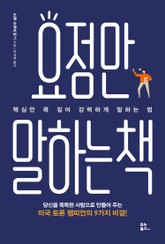 요점만
핵심만 콕 짚어 강력하게 말하는 법
말하는 책
당신을 똑똑한 사람으로 만들어 주는
미국 토론 챔피언의 9가지 비결!